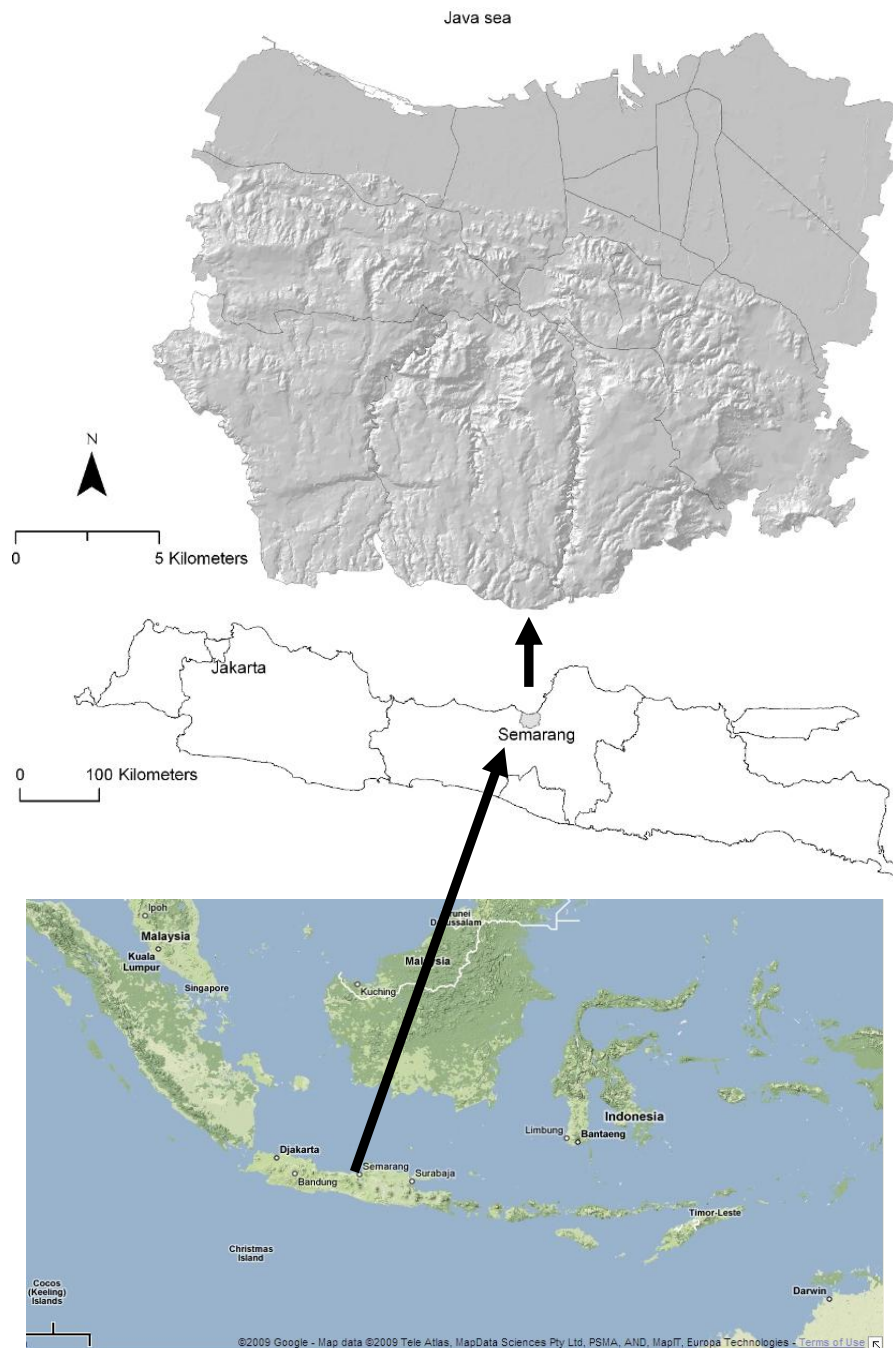 Java sea
N
0 5 Kilometers
Jakarta
Semarang
0 100 Kilometers
Ipoh
Malaysia
Kuala
Lumpur
Singapore
Kuching
Malaysia
Indonesia
Limbung
Bantaeng
Djakarta
Bandung
Semarang
Surabaja
Timor-Leste
Christmas
Island
Cocos
(Keeling)
Islands
Darwin
©2009 Google - Map data ©2009 Tele Atlas, MapData Sciences Pty Ltd, PSMA, AND, MapIT, Europa Technologies - Terms of Use